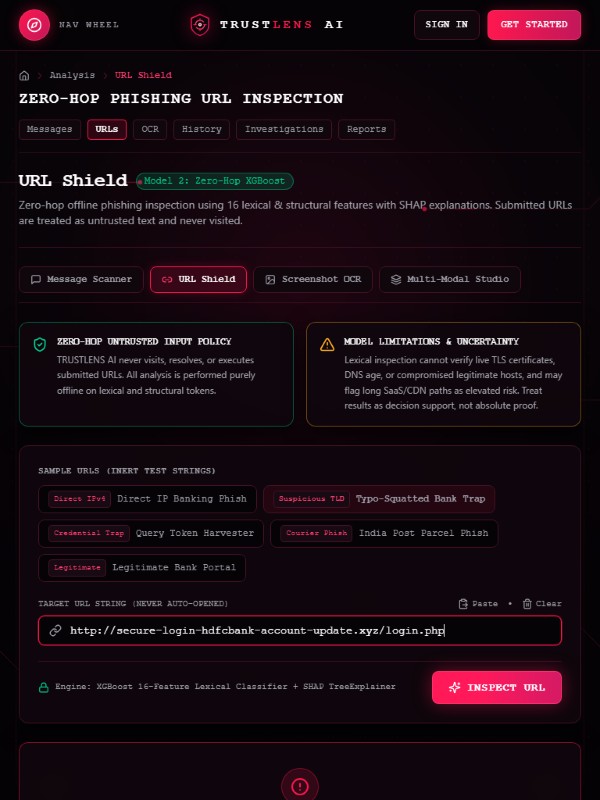 NAV WHEEL
TRUSTLENS AI
SIGN IN
GET STARTED
Analysis > URL Shield
ZERO-HOP PHISHING URL INSPECTION
Messages
URLs
OCR
History
Investigations
Reports
URL Shield
Model 2: Zero-Hop XGBoost
Zero-hop offline phishing inspection using 16 lexical & structural features with SHAP explanations. Submitted URLs
are treated as untrusted text and never visited.
Message Scanner
URL Shield
Screenshot OCR
Multi-Modal Studio
ZERO-HOP UNTRUSTED INPUT POLICY
TRUSTLENS AI never visits, resolves, or executes
submitted URLs. All analysis is performed purely
offline on lexical and structural tokens.
MODEL LIMITATIONS & UNCERTAINTY
Lexical inspection cannot verify live TLS certificates,
DNS age, or compromised legitimate hosts, and may
flag long SaaS/CDN paths as elevated risk. Treat
results as decision support, not absolute proof.
SAMPLE URLS (INERT TEST STRINGS)
Direct IPv4 Direct IP Banking Phish
Suspicious TLD Typo-Squatted Bank Trap
Credential Trap Query Token Harvester
Courier Phish India Post Parcel Phish
Legitimate Legitimate Bank Portal
TARGET URL STRING (NEVER AUTO-OPENED)
Paste • Clear
http://secure-login-hdfcbank-account-update.xyz/login.php
Engine: XGBoost 16-Feature Lexical Classifier + SHAP TreeExplainer
INSPECT URL